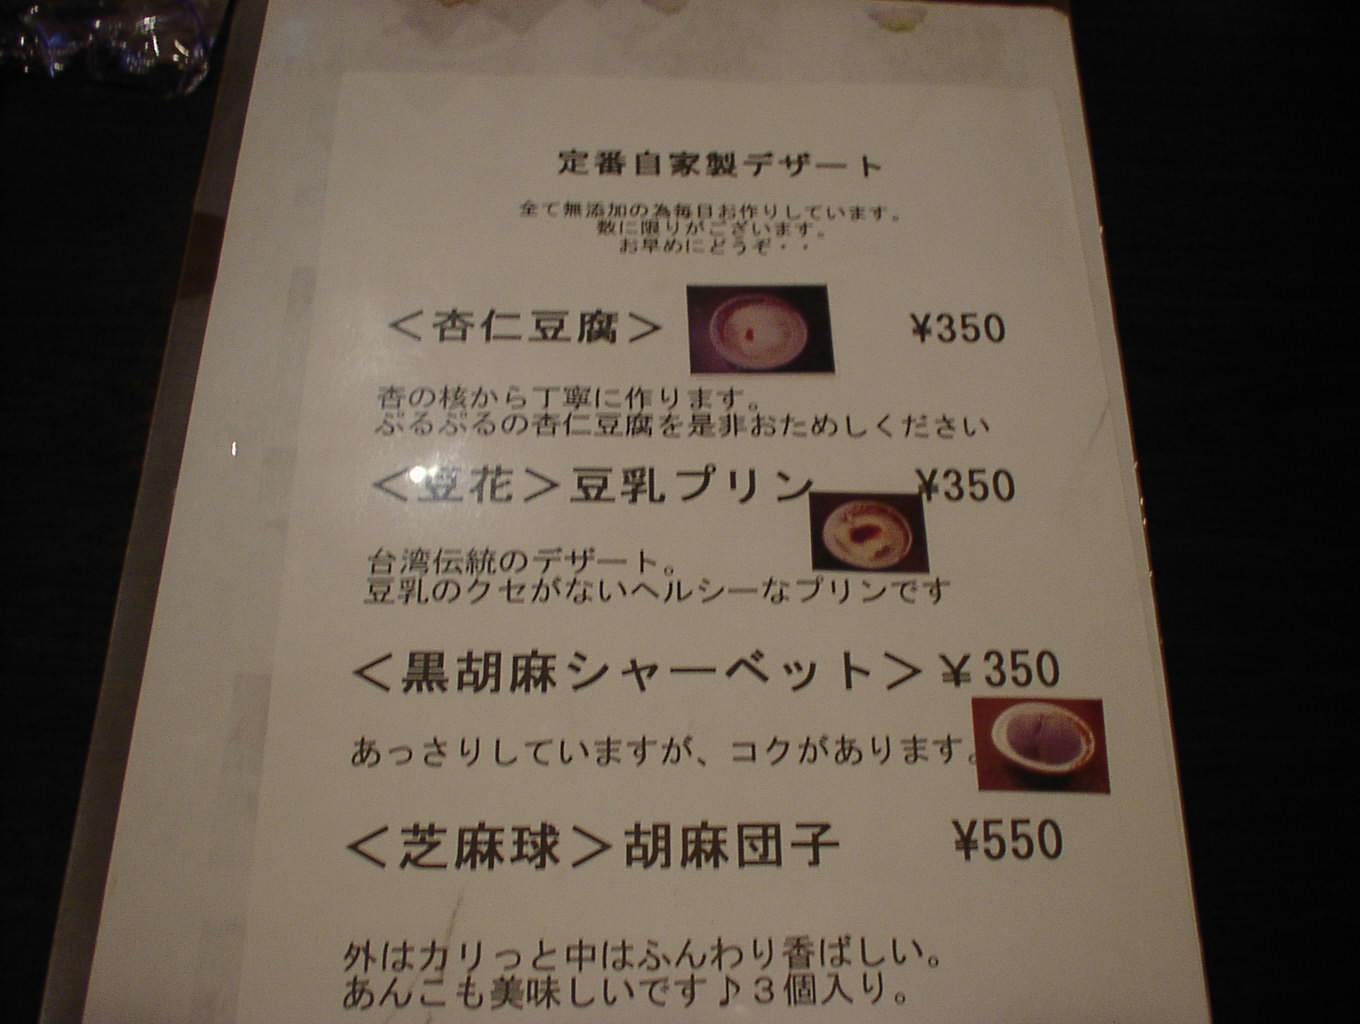 定番自家製デザート
全て無添加の為毎日お作りしています。
数に限りがございます。
お早めにどうぞ・・
＜杏仁豆腐＞ ¥350
杏の核から丁寧に作ります。
ぷるぷるの杏仁豆腐を是非おためしください
＜豆花＞豆乳プリン ¥350
台湾伝統のデザート。
豆乳のクセがないヘルシーなプリンです
＜黒胡麻シャーベット＞￥350
あっさりしていますが、コクがあります。
＜芝麻球＞胡麻団子 ¥550
外はカリっと中はふんわり香ばしい。
あんこも美味しいです♪３個入り。